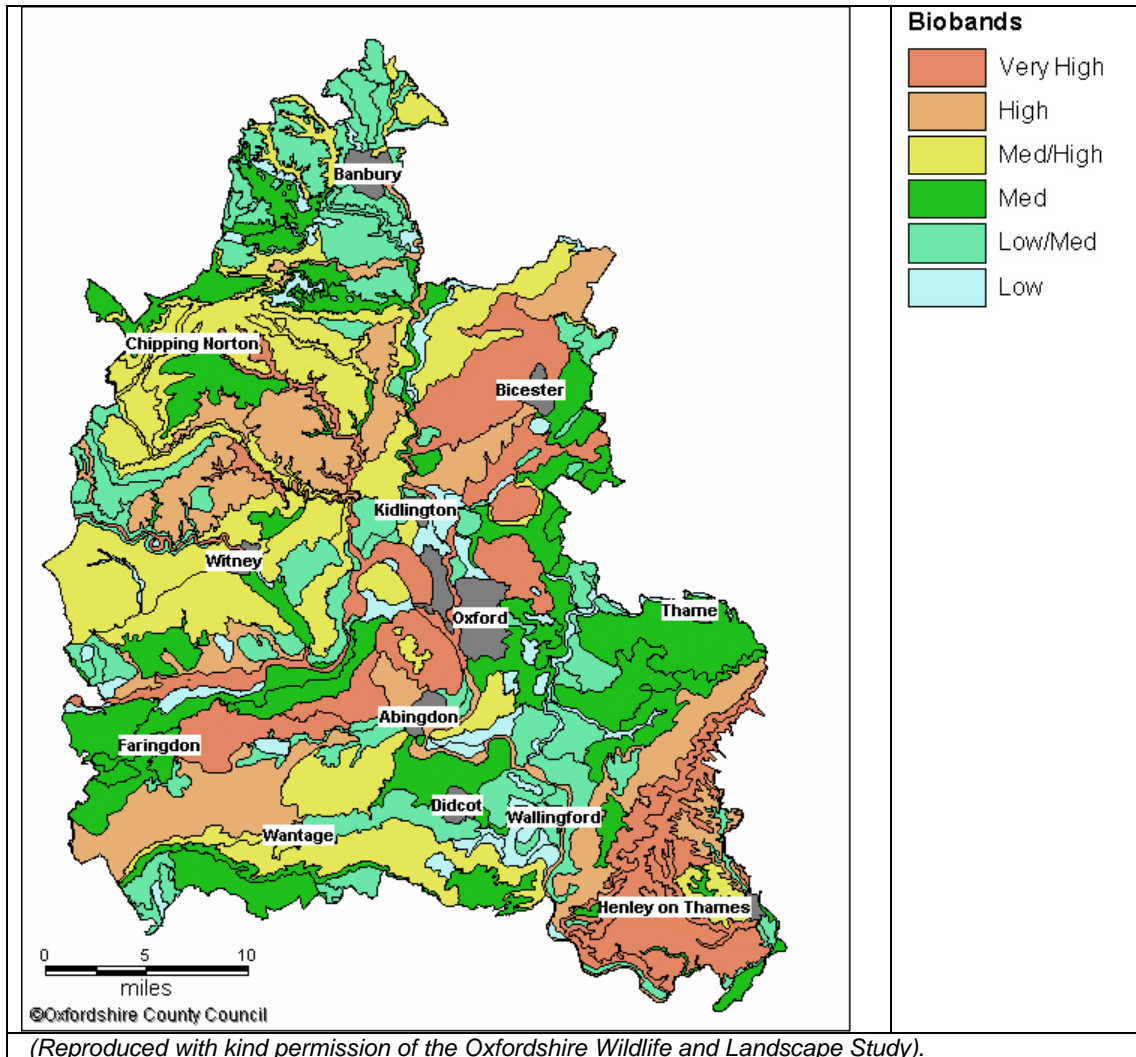 Biobands
Very High
High
Med/High
Med
Low/Med
Low
Banbury
Chipping Norton
Bicester
Kidlington
Witney
Oxford
Thame
Abingdon
Faringdon
Didcot
Wallingford
Wantage
Henley on Thames
0 5 10
miles
©Oxfordshire County Council
(Reproduced with kind permission of the Oxfordshire Wildlife and Landscape Study).